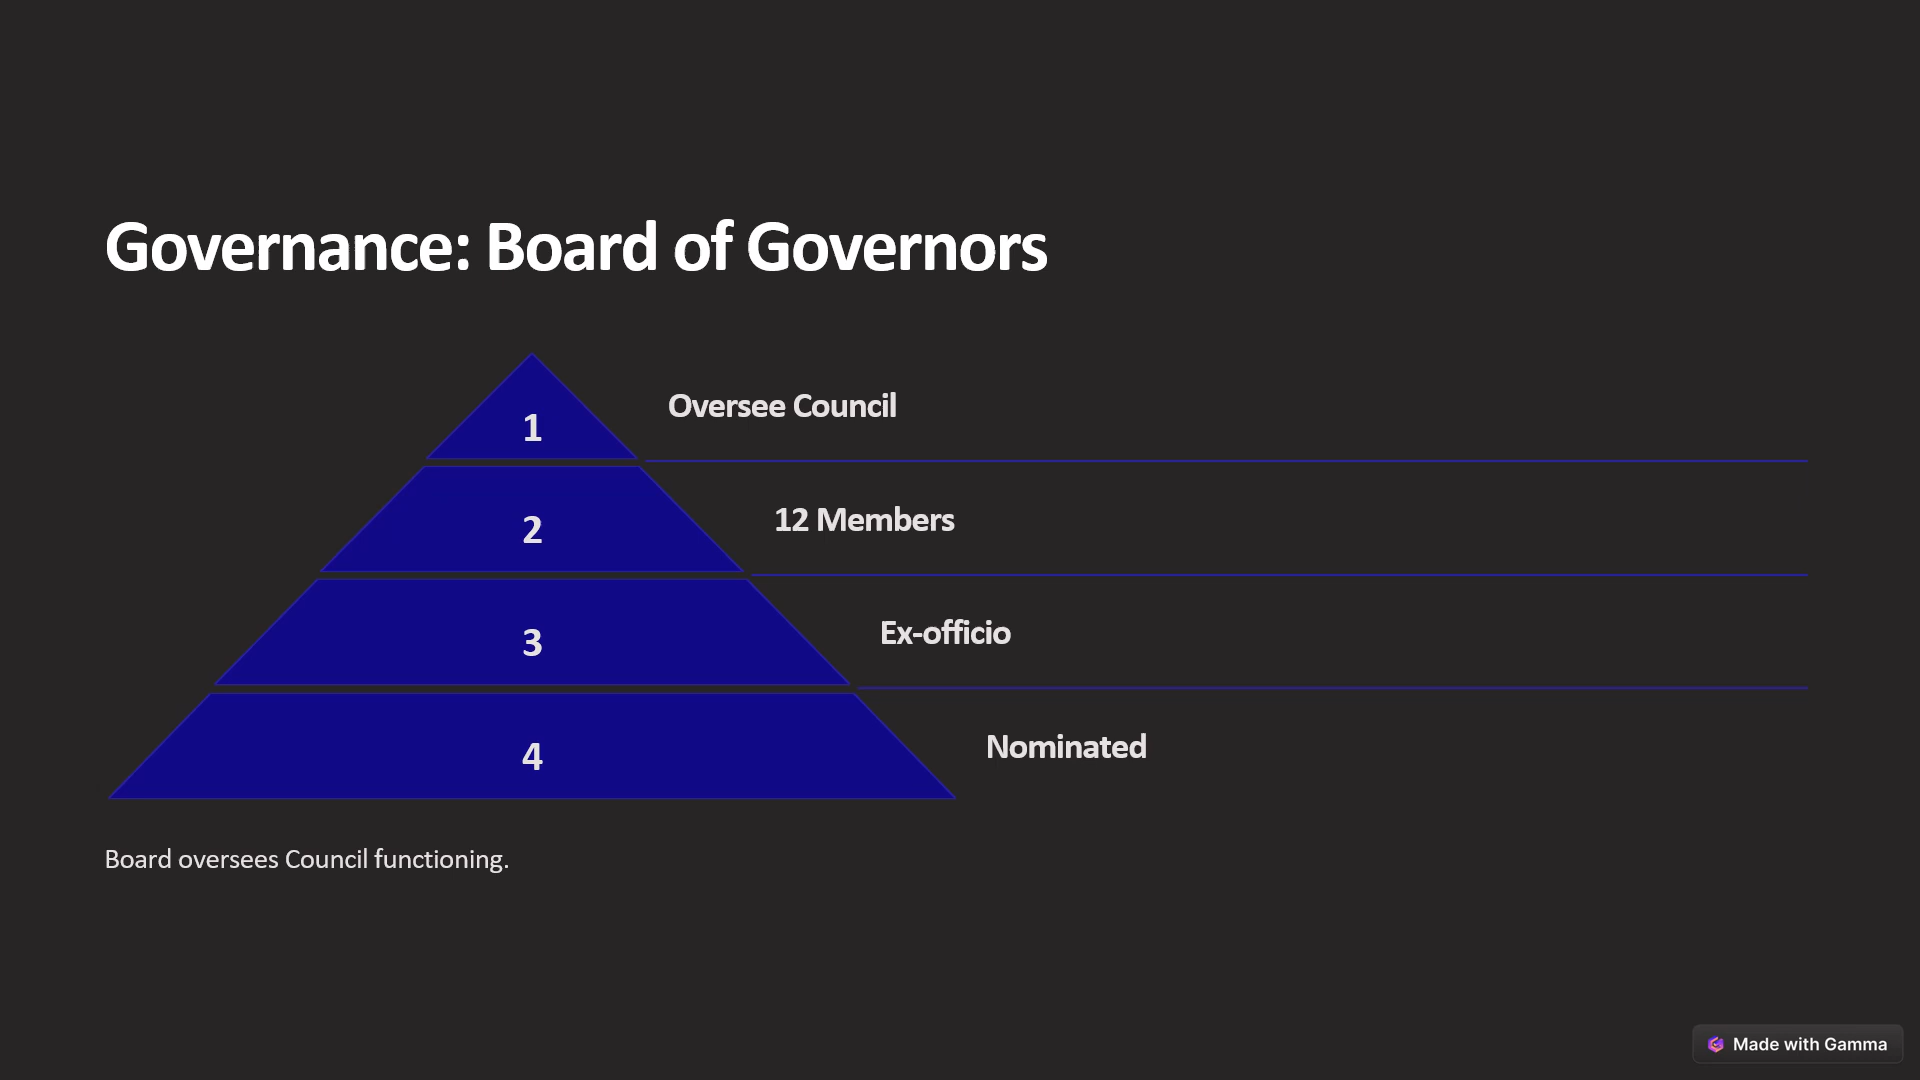 Governance: Board of Governors
1
Oversee Council
2
12 Members
3
Ex-officio
4
Nominated
Board oversees Council functioning.
Made with Gamma